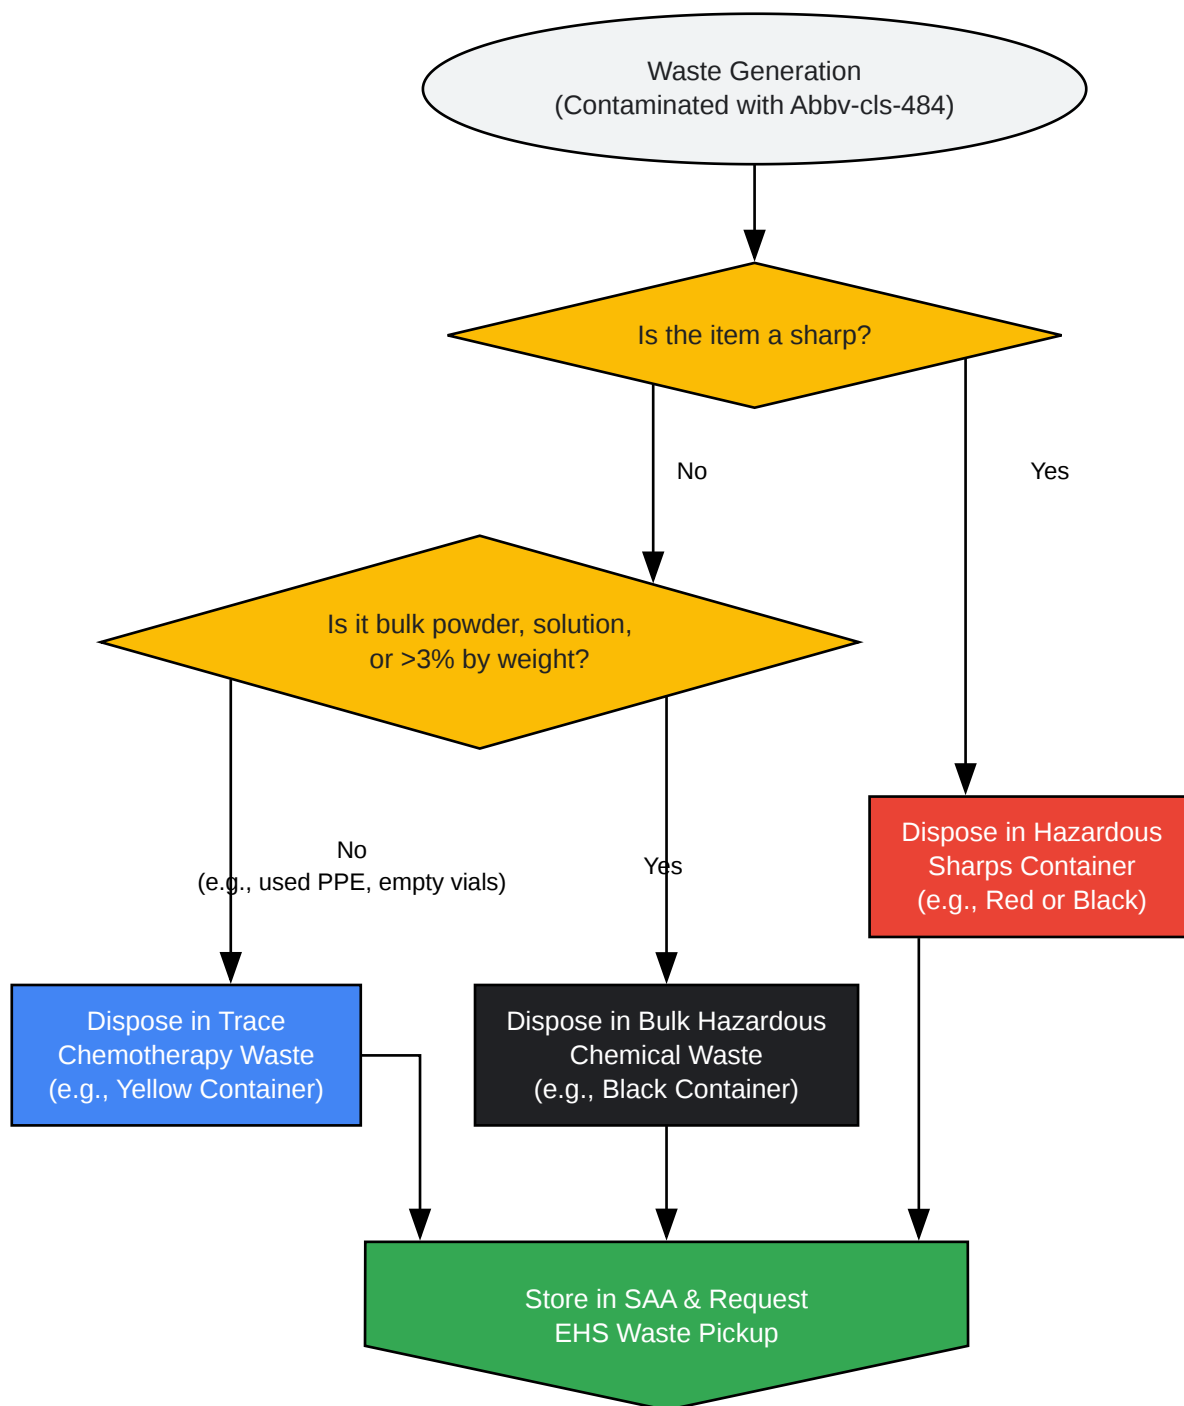 Waste Generation
(Contaminated with Abbv-cls-484)
Is the item a sharp?
No
Yes
Is it bulk powder, solution,
or >3% by weight?
No
(e.g., used PPE, empty vials)
Yes
Dispose in Hazardous
Sharps Container
(e.g., Red or Black)
Dispose in Trace
Chemotherapy Waste
(e.g., Yellow Container)
Dispose in Bulk Hazardous
Chemical Waste
(e.g., Black Container)
Store in SAA & Request
EHS Waste Pickup